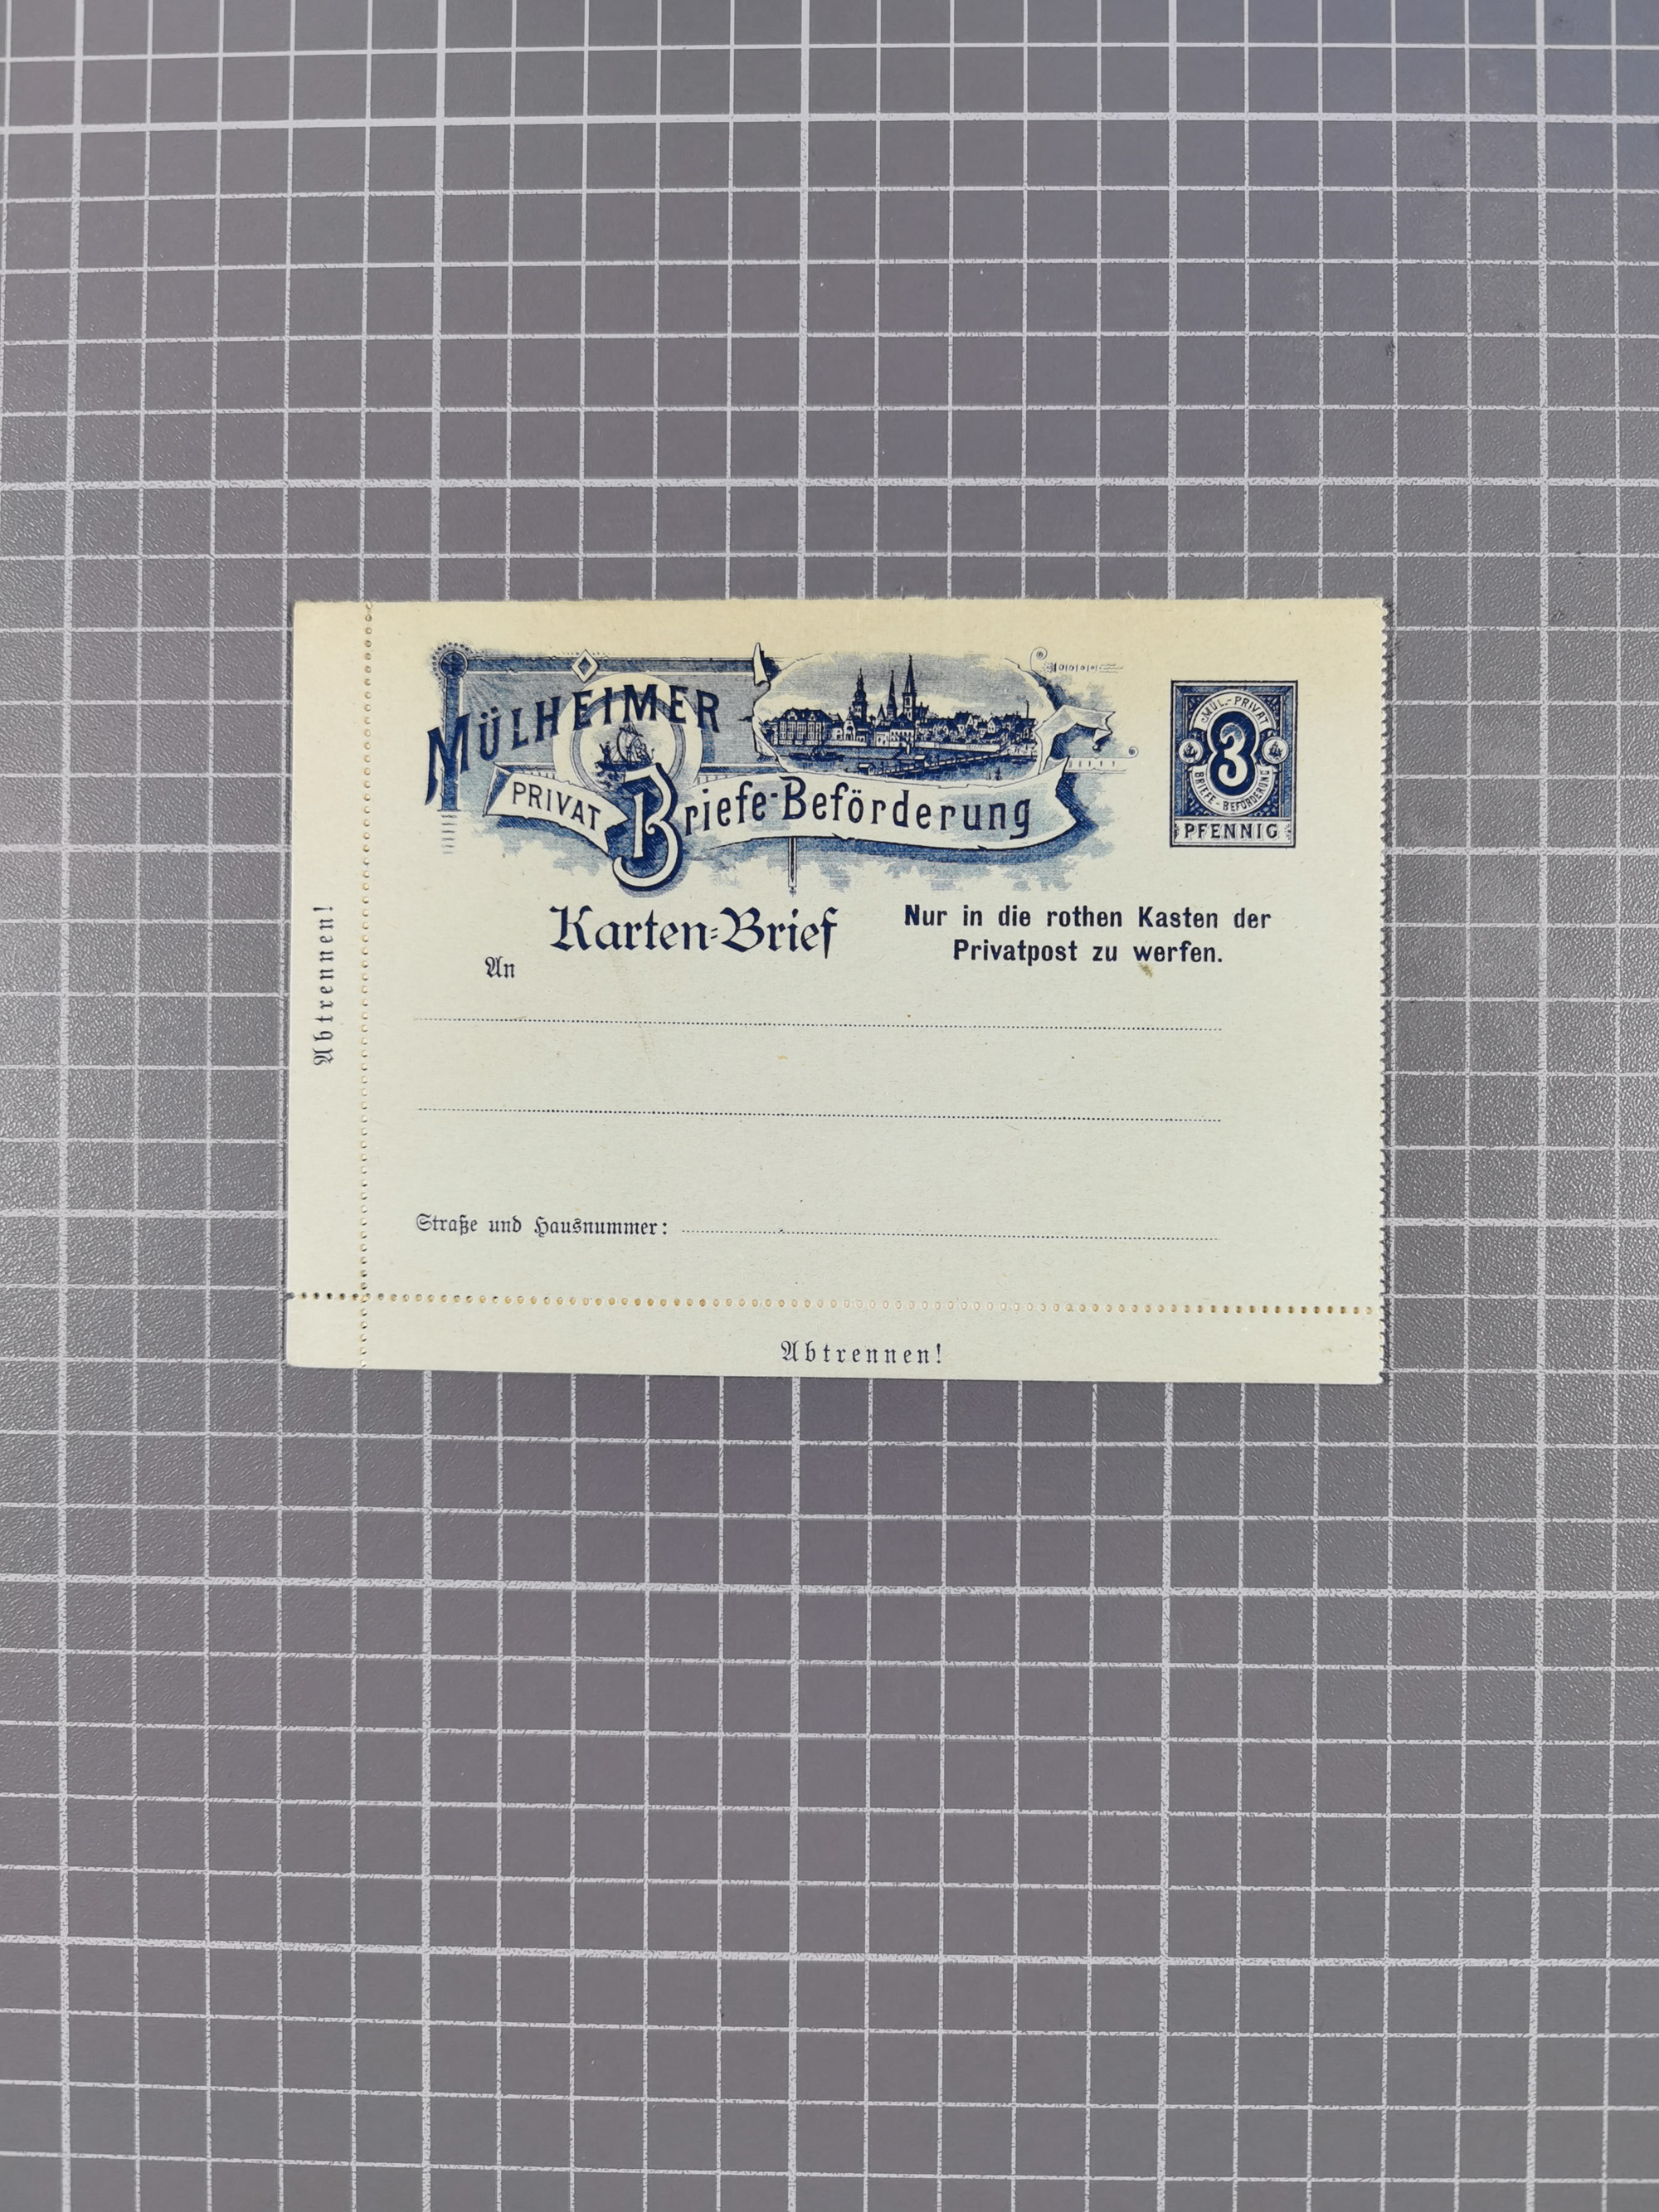 MÜLHEIMER
PRIVAT Briefe-Beförderung
MÜL.-PRIVAT
3
BRIEFE-BEFÖRDERUNG
PFENNIG
Karten=Brief
Nur in die rothen Kasten der
Privatpost zu werfen.
An
Straße und Hausnummer:
Abtrennen!
Abtrennen!